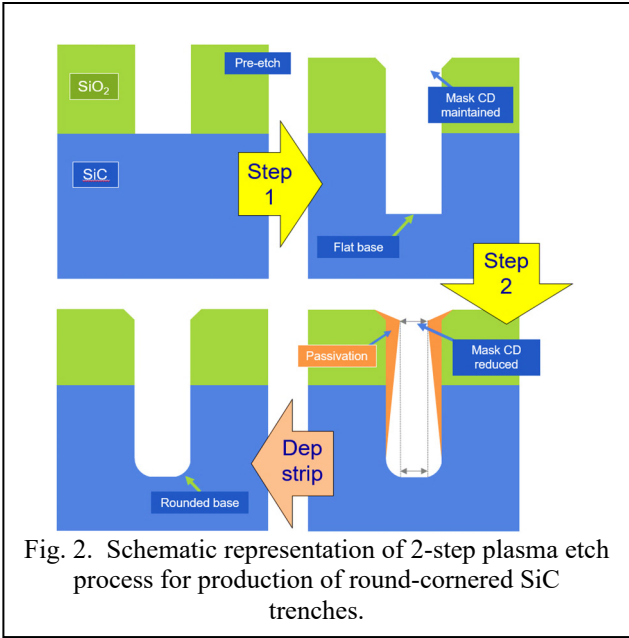 SiO2
Pre-etch
SiC
Step
1
Mask CD
maintained
Flat base
Step
2
Passivation
Mask CD
reduced
Dep
strip
Rounded base
Fig. 2. Schematic representation of 2-step plasma etch
process for production of round-cornered SiC
trenches.